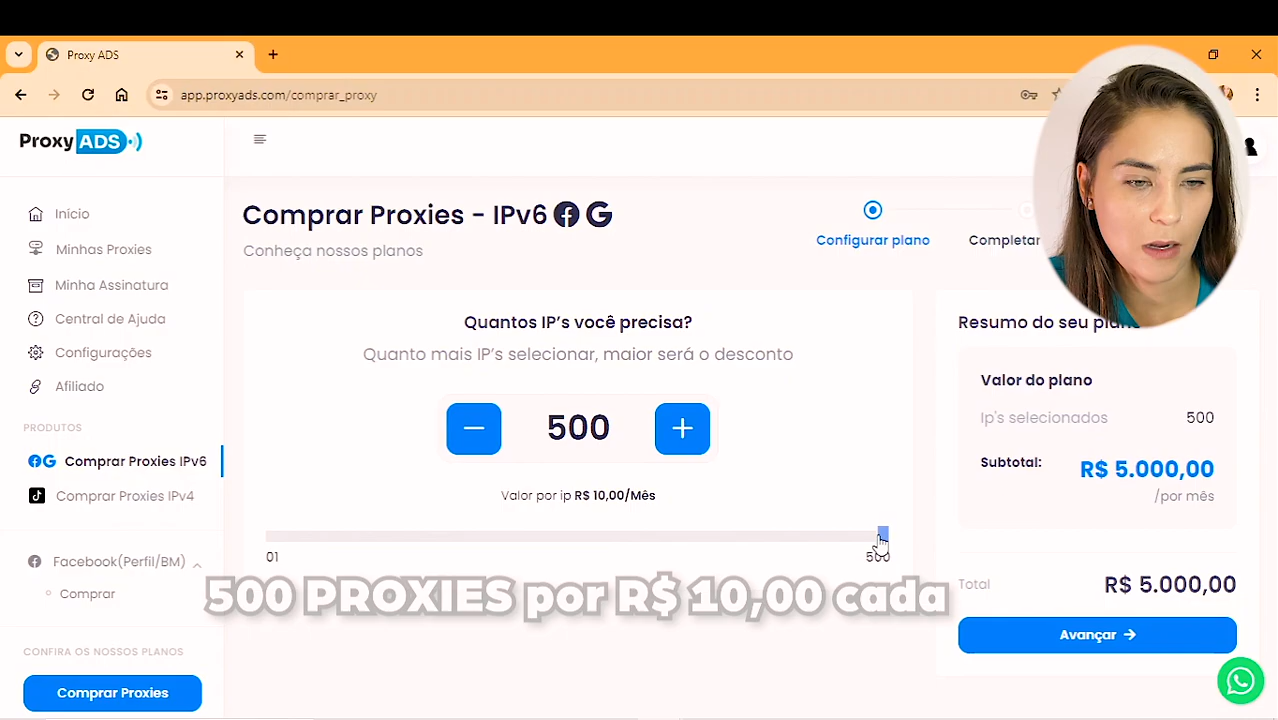 Proxy ADS
app.proxyads.com/comprar_proxy
Proxy ADS
Início
Minhas Proxies
Minha Assinatura
Central de Ajuda
Configurações
Afiliado
PRODUTOS
Comprar Proxies IPv6
Comprar Proxies IPv4
Facebook(Perfil/BM)
Comprar
CONFIRA OS NOSSOS PLANOS
Comprar Proxies
Comprar Proxies - IPv6
Conheça nossos planos
Configurar plano
Completar
Quantos IP's você precisa?
Quanto mais IP's selecionar, maior será o desconto
500
Valor por ip R$ 10,00/Mês
01
500
500 PROXIES por R$ 10,00 cada
Resumo do seu plano
Valor do plano
Ip's selecionados 500
Subtotal: R$ 5.000,00
/por mês
Total R$ 5.000,00
Avançar →